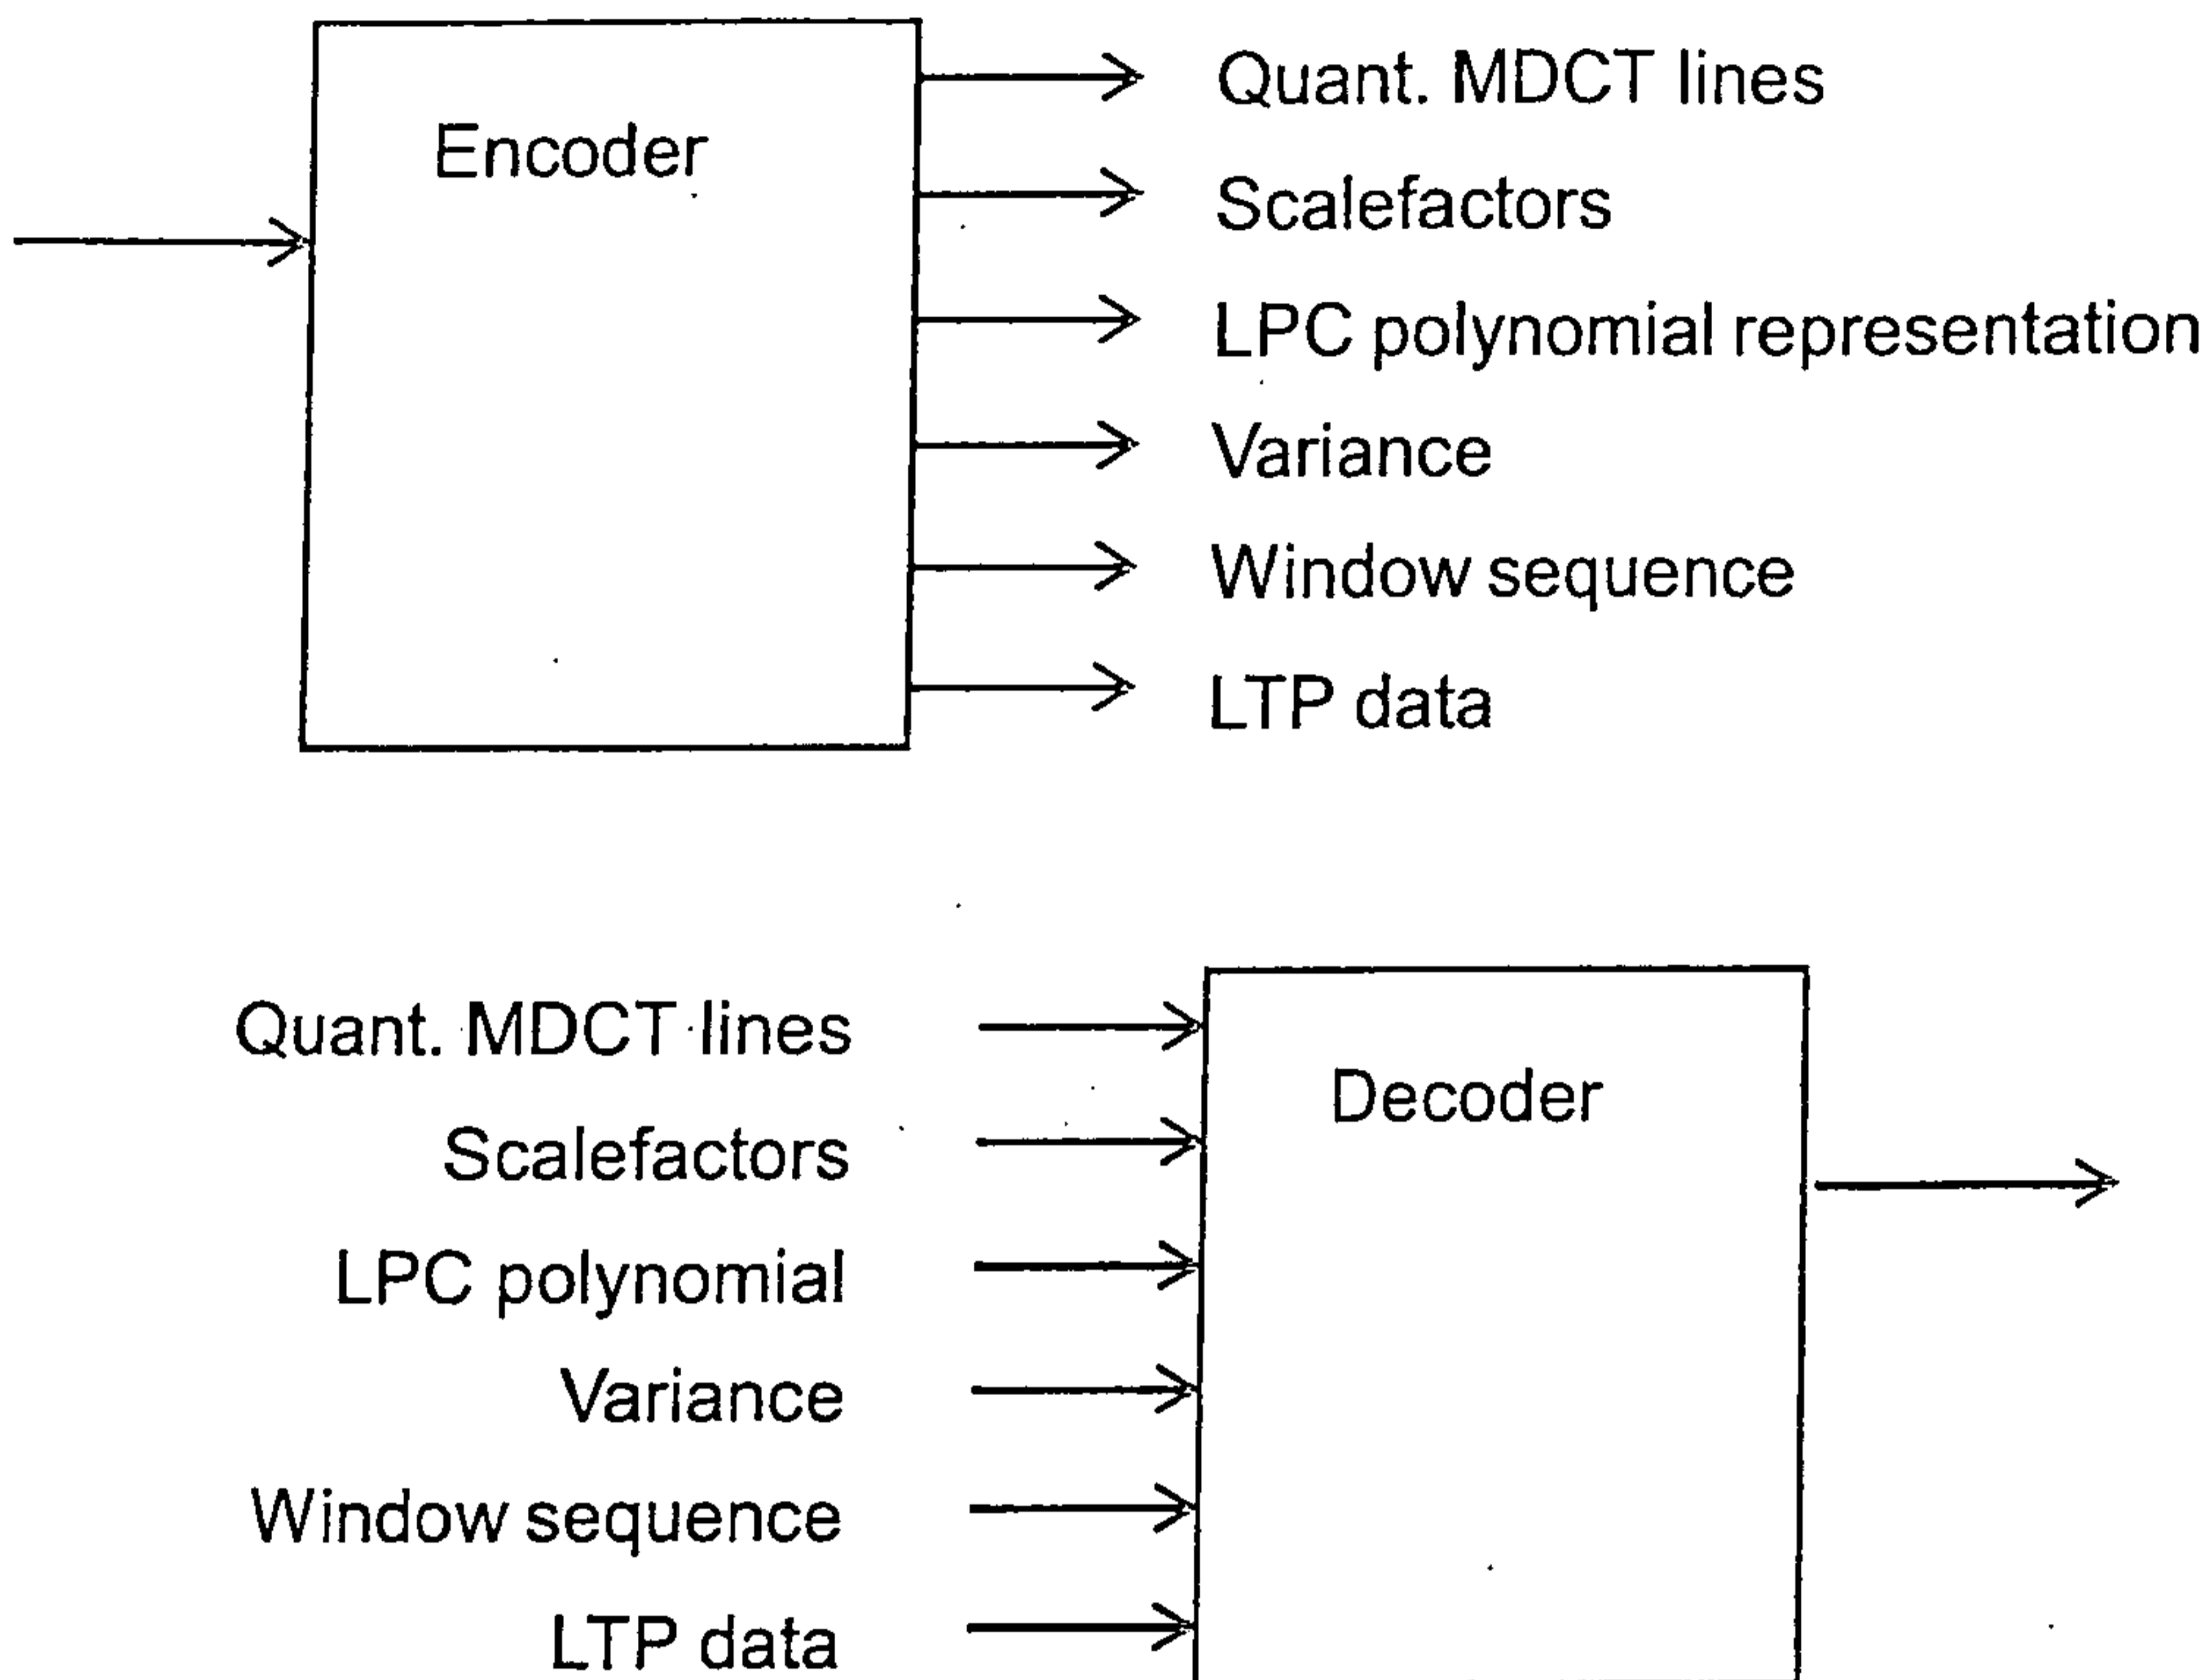 Encoder
Quant. MDCT lines
Scalefactors
LPC polynomial representation
Variance
Window sequence
LTP data
Quant. MDCT lines
Scalefactors
LPC polynomial
Variance
Window sequence
LTP data
Decoder